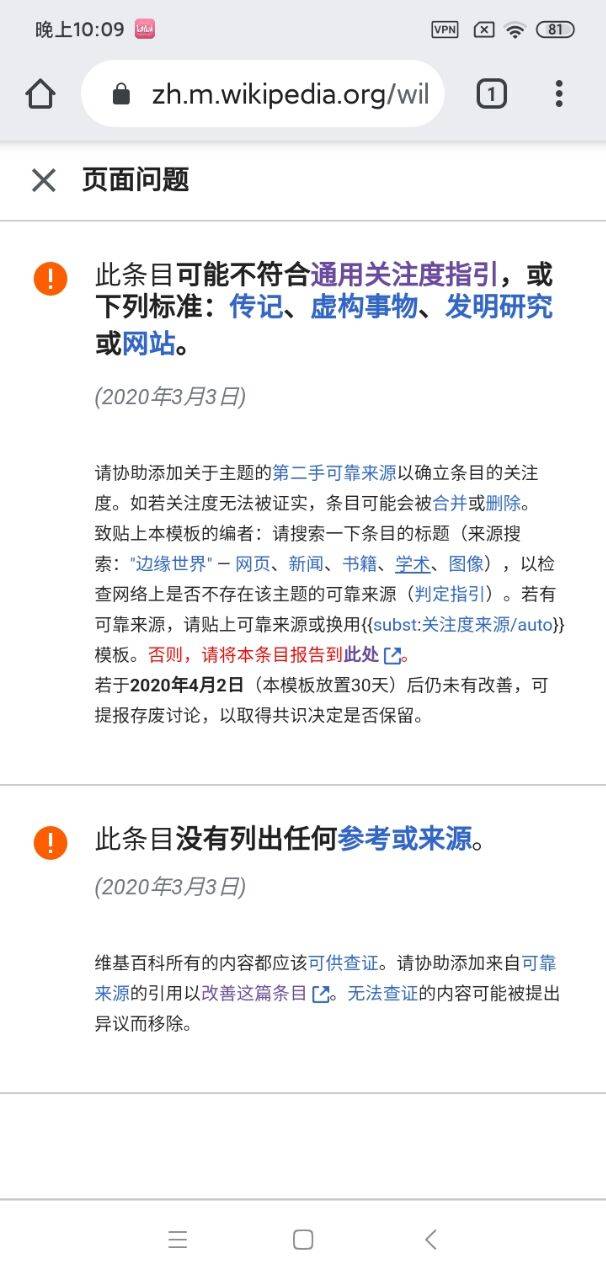 晚上10:09
VPN
81
zh.m.wikipedia.org/wil
1
页面问题
此条目可能不符合通用关注度指引，或
下列标准：传记、虚构事物、发明研究
或网站。
(2020年3月3日)
请协助添加关于主题的第二手可靠来源以确立条目的关注
度。如若关注度无法被证实，条目可能会被合并或删除。
致贴上本模板的编者：请搜索一下条目的标题（来源搜
索："边缘世界" — 网页、新闻、书籍、学术、图像），以检
查网络上是否不存在该主题的可靠来源（判定指引）。若有
可靠来源，请贴上可靠来源或换用{{subst:关注度来源/auto}}
模板。否则，请将本条目报告到此处。
若于2020年4月2日（本模板放置30天）后仍未有改善，可
提报存废讨论，以取得共识决定是否保留。
此条目没有列出任何参考或来源。
(2020年3月3日)
维基百科所有的内容都应该可供查证。请协助添加来自可靠
来源的引用以改善这篇条目。无法查证的内容可能被提出
异议而移除。